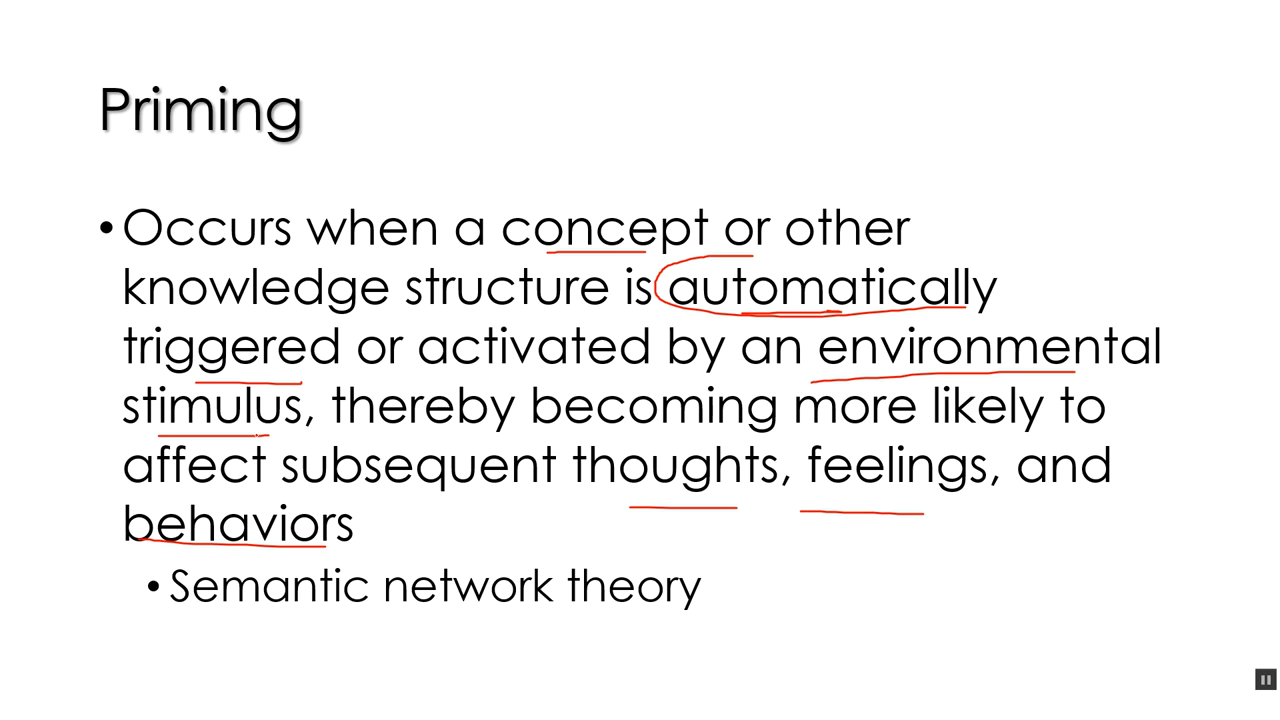 Priming
•Occurs when a concept or other
knowledge structure is automatically
triggered or activated by an environmental
stimulus, thereby becoming more likely to
affect subsequent thoughts, feelings, and
behaviors
•Semantic network theory